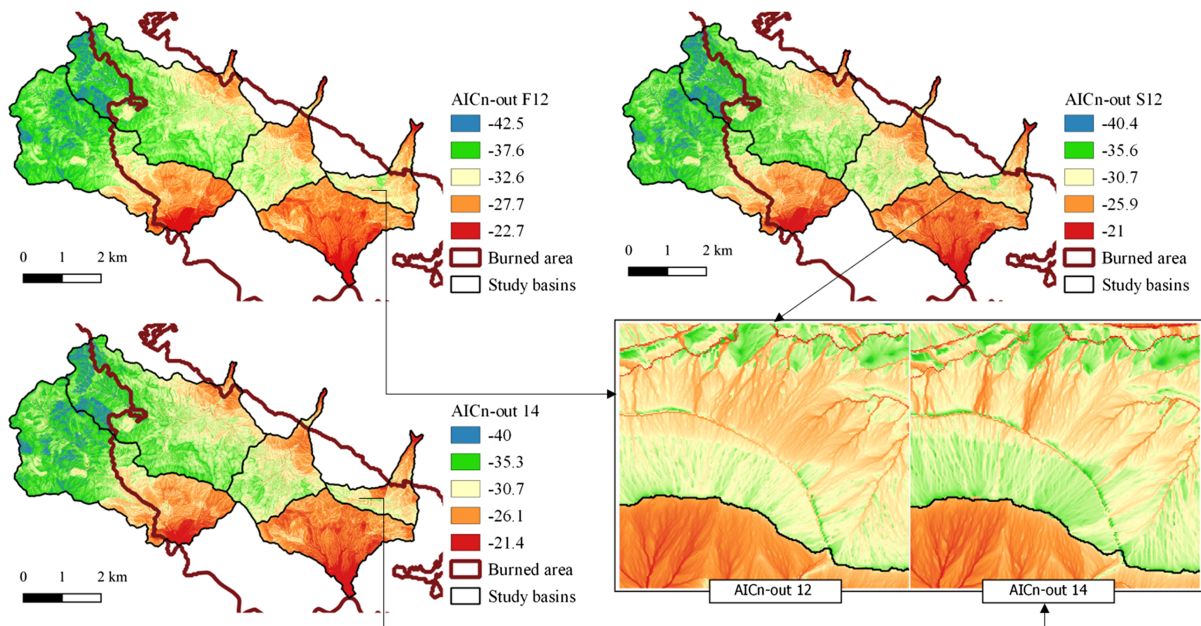 AICn-out F12
-42.5
-37.6
-32.6
-27.7
-22.7
Burned area
Study basins
0 1 2 km
AICn-out S12
-40.4
-35.6
-30.7
-25.9
-21
Burned area
Study basins
0 1 2 km
AICn-out 14
-40
-35.3
-30.7
-26.1
-21.4
Burned area
Study basins
0 1 2 km
AICn-out 12
AICn-out 14